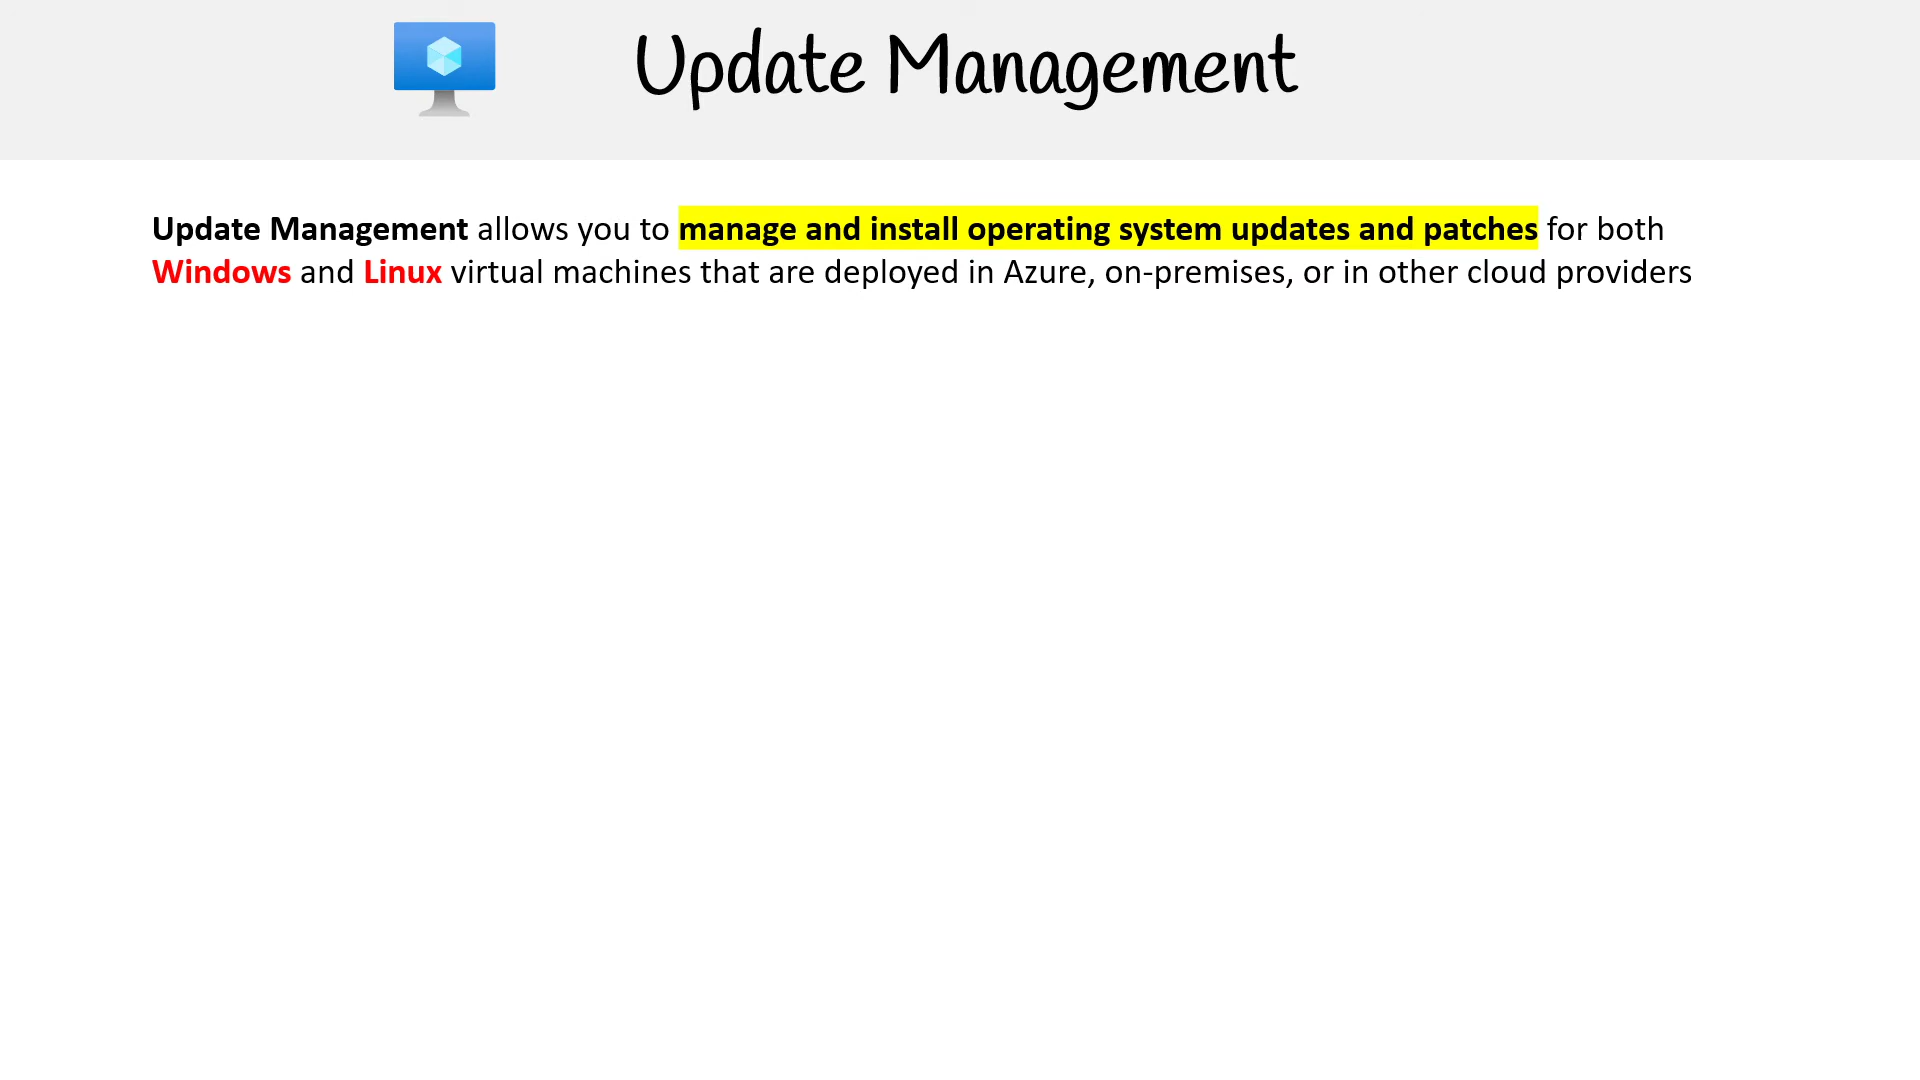 Update Management
Update Management allows you to manage and install operating system updates and patches for both
Windows and Linux virtual machines that are deployed in Azure, on-premises, or in other cloud providers